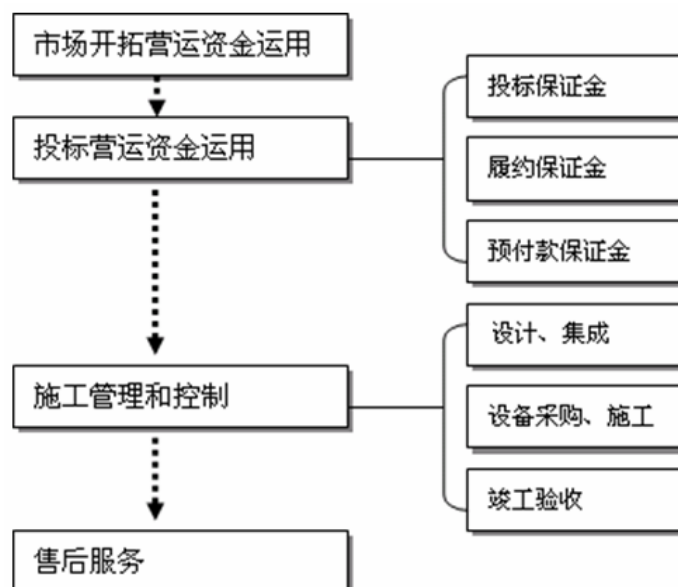 市场开拓营运资金运用
投标营运资金运用
投标保证金
履约保证金
预付款保证金
施工管理和控制
设计、集成
设备采购、施工
竣工验收
售后服务